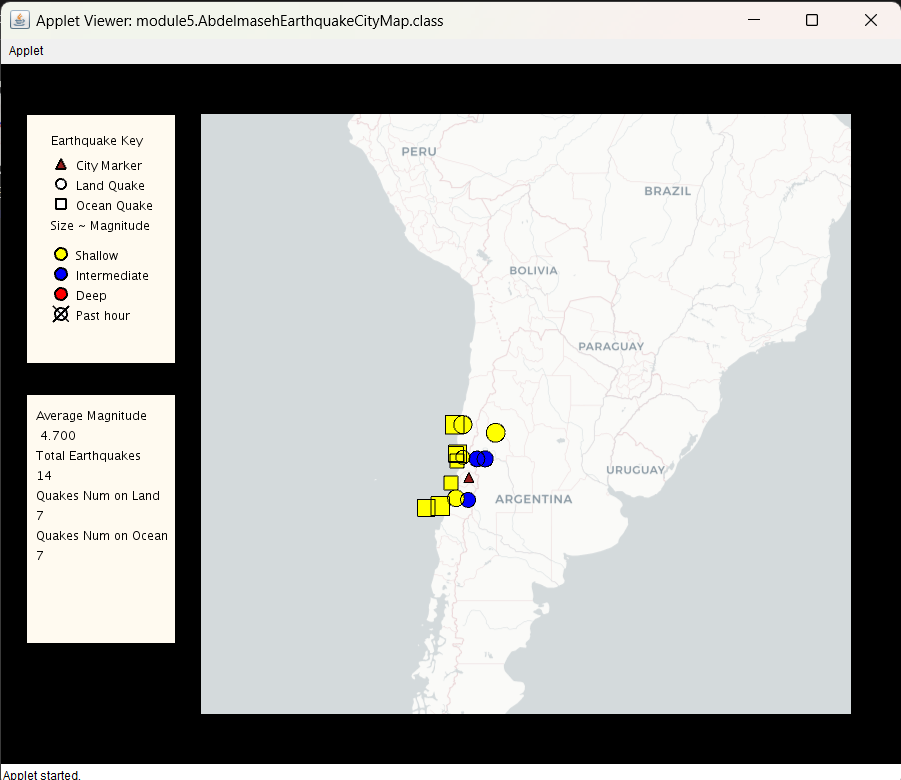 Applet Viewer: module5.AbdelmasehEarthquakeCityMap.class
Applet
Earthquake Key
City Marker
Land Quake
Ocean Quake
Size ~ Magnitude
Shallow
Intermediate
Deep
Past hour
Average Magnitude
4.700
Total Earthquakes
14
Quakes Num on Land
7
Quakes Num on Ocean
7
PERU
BRAZIL
BOLIVIA
PARAGUAY
URUGUAY
ARGENTINA
Applet started.